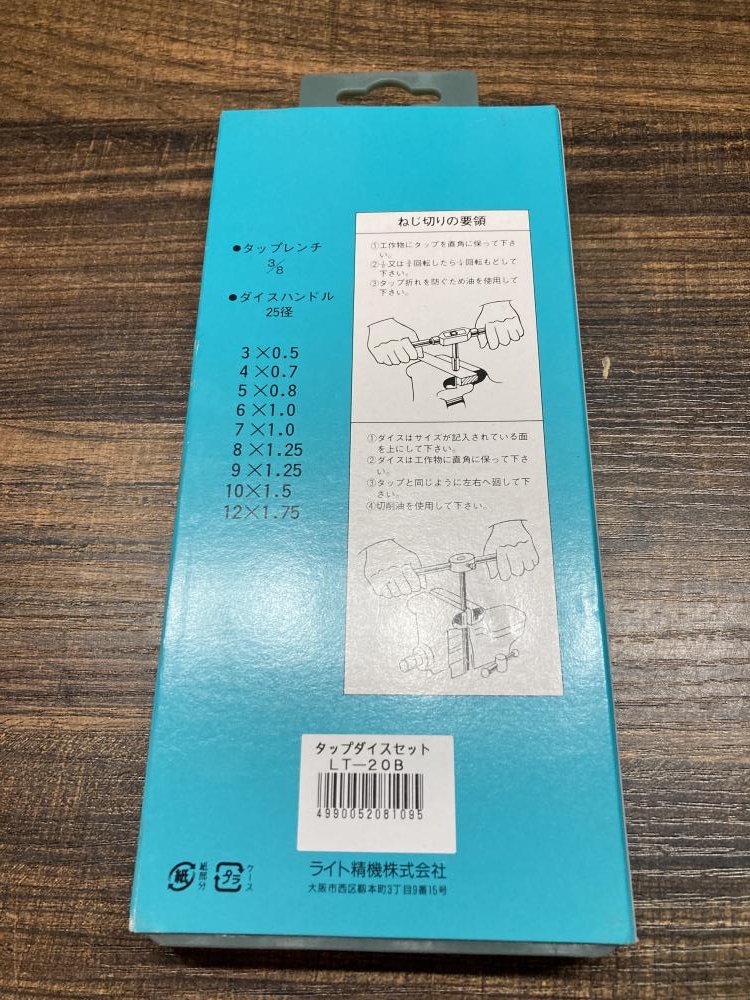 ●タップレンチ
3/8
●ダイスハンドル
25径
3×0.5
4×0.7
5×0.8
6×1.0
7×1.0
8×1.25
9×1.25
10×1.5
12×1.75
ねじ切りの要領
①工作物にタップを直角に保って下さ
い。
②又は回転したら回転もどして
下さい。
③タップ折れを防ぐため油を使用して
下さい。
①ダイスはサイズが記入されている面
を上にして下さい。
②ダイスは工作物に直角に保って下さ
い。
③タップと同じように左右へ廻して下
さい。
④切削油を使用して下さい。
タップダイスセット
LT-20B
4990052081095
紙
紙部分
プラ
ケース
ライト精機株式会社
大阪市西区靱本町3丁目9番15号